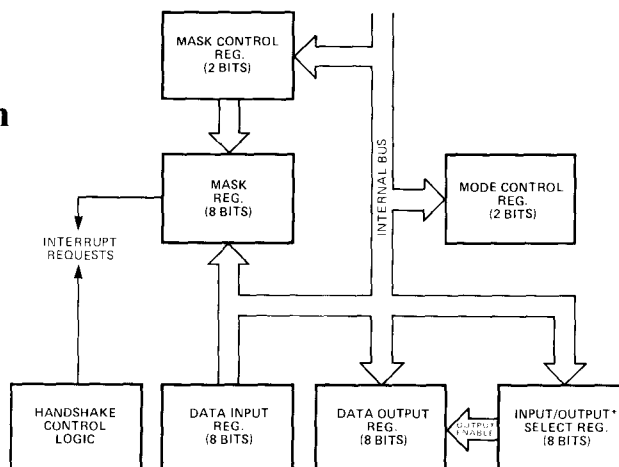 MASK CONTROL
REG.
(2 BITS)
n
INTERNAL BUS
MASK
REG.
(8 BITS)
MODE CONTROL
REG.
(2 BITS)
INTERRUPT
REQUESTS
HANDSHAKE
CONTROL
LOGIC
DATA INPUT
REG.
(8 BITS)
DATA OUTPUT
REG.
(8 BITS)
OUTPUT
ENABLE
INPUT/OUTPUT+
SELECT REG.
(8 BITS)